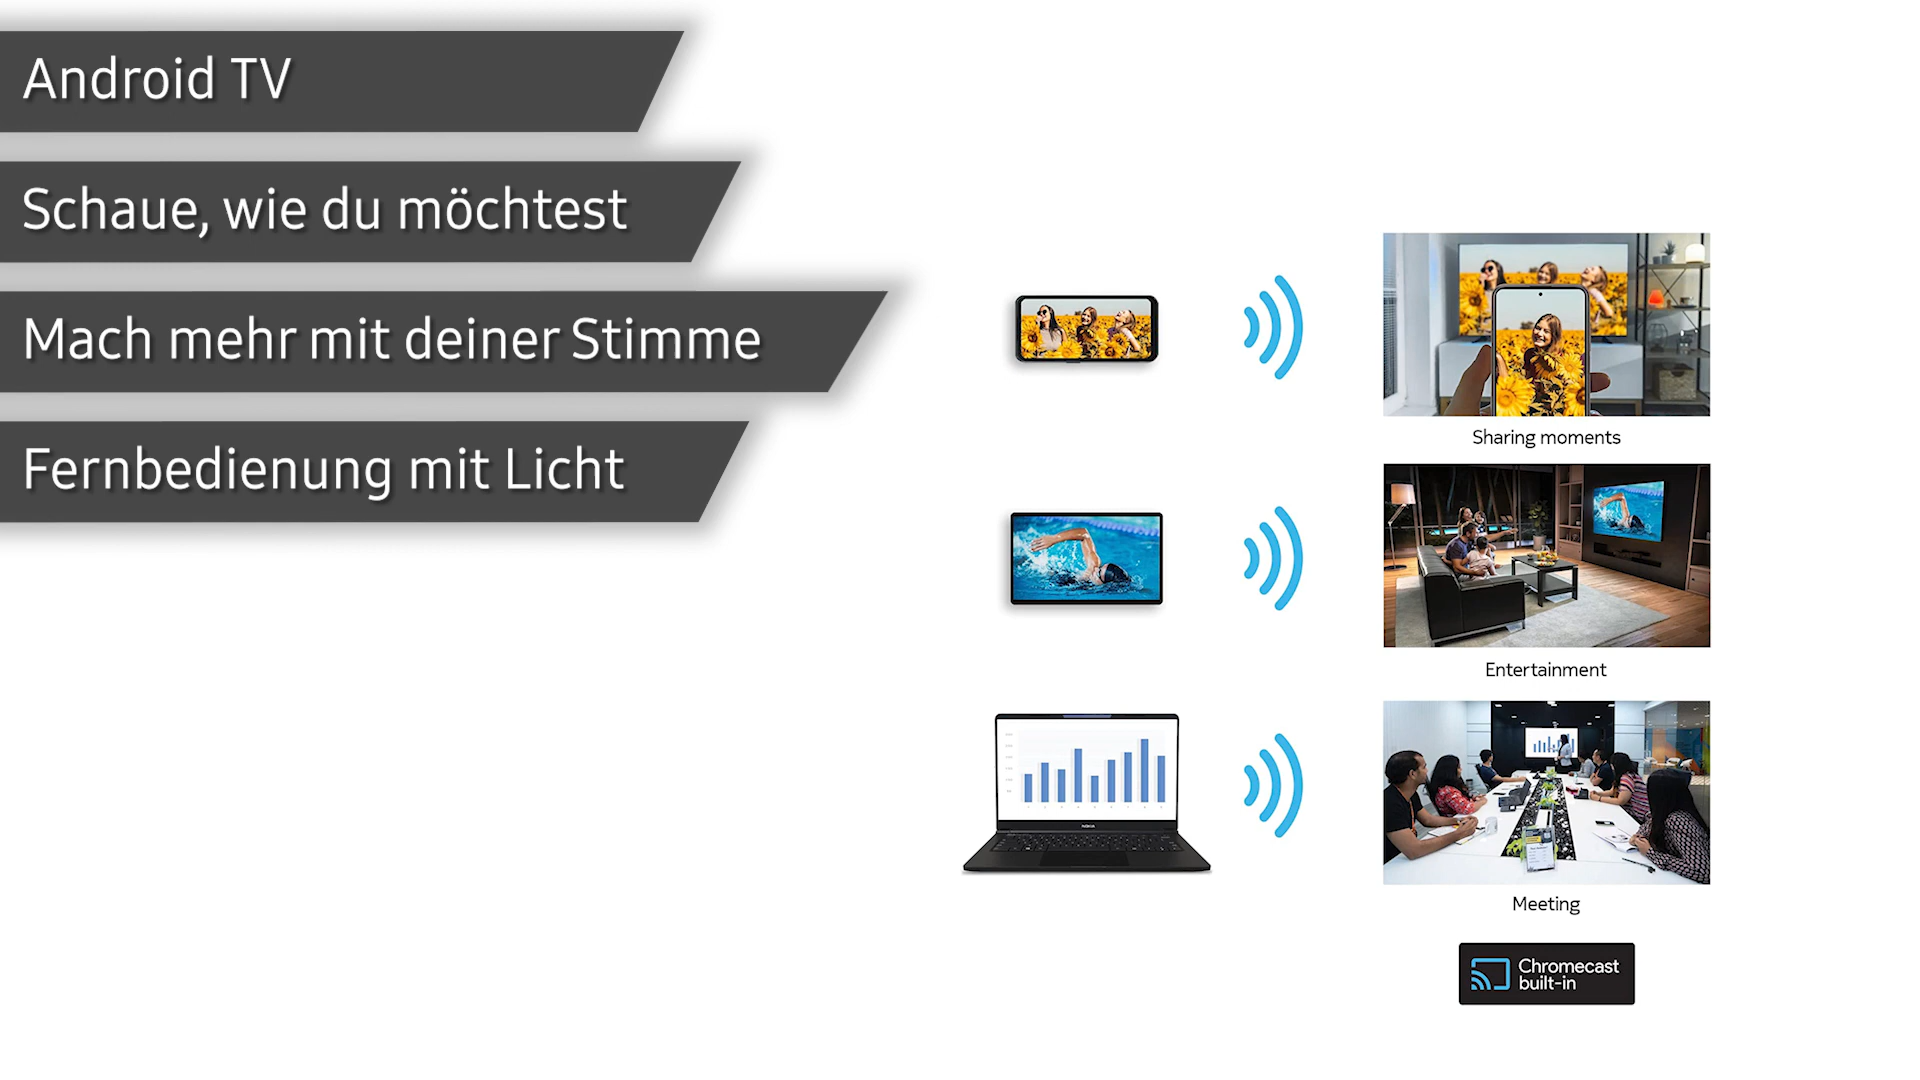 Android TV
Schaue, wie du möchtest
Mach mehr mit deiner Stimme
Fernbedienung mit Licht
Sharing moments
Entertainment
NOKIA
Meeting
Chromecast
built-in